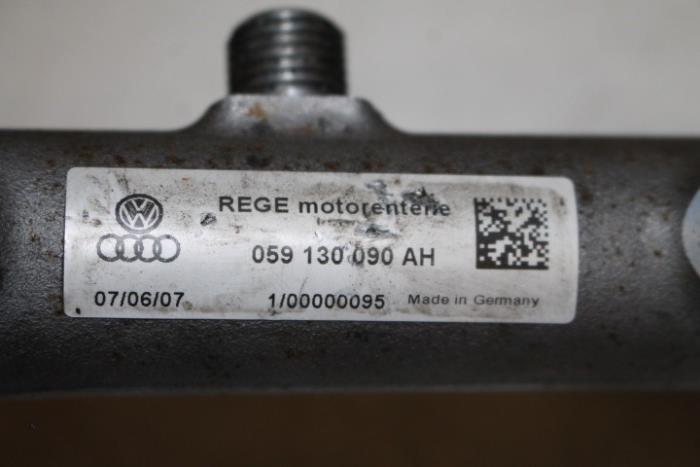 REGE motorenteile
059 130 090 AH
07/06/07 1/00000095 Made in Germany